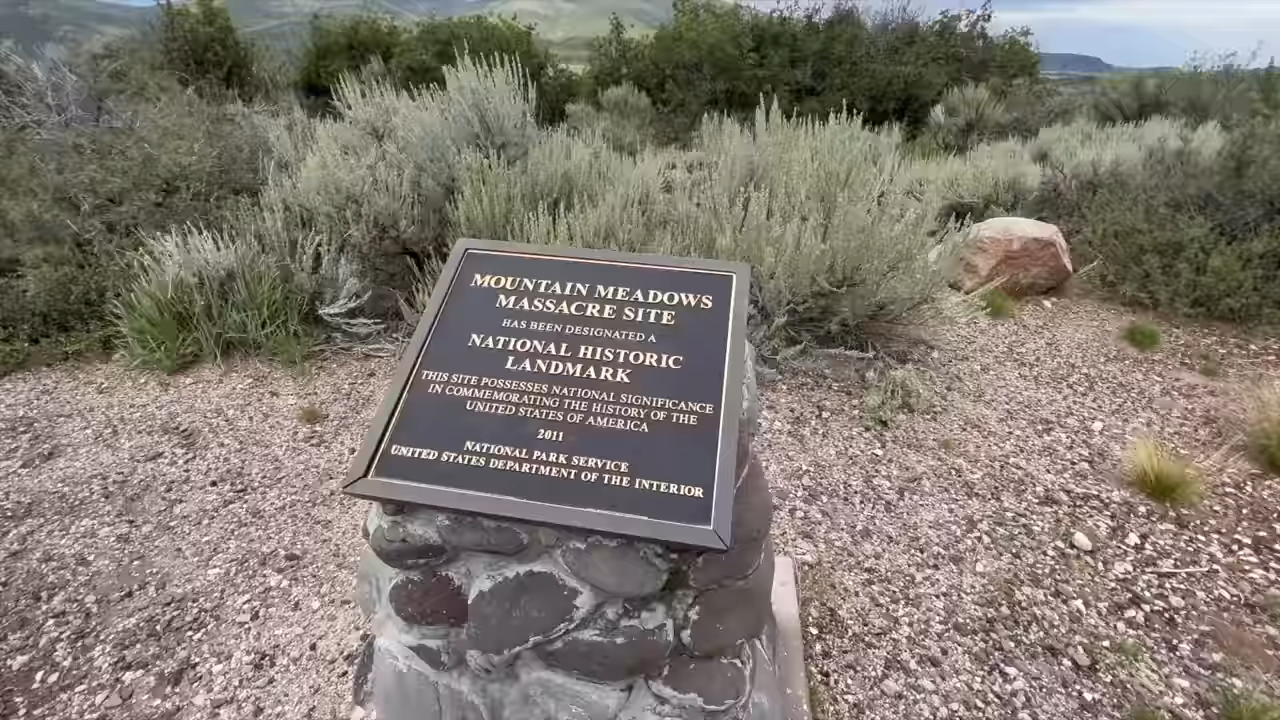 MOUNTAIN MEADOWS
MASSACRE SITE
HAS BEEN DESIGNATED A
NATIONAL HISTORIC
LANDMARK
THIS SITE POSSESSES NATIONAL SIGNIFICANCE
IN COMMEMORATING THE HISTORY OF THE
UNITED STATES OF AMERICA
2011
NATIONAL PARK SERVICE
UNITED STATES DEPARTMENT OF THE INTERIOR